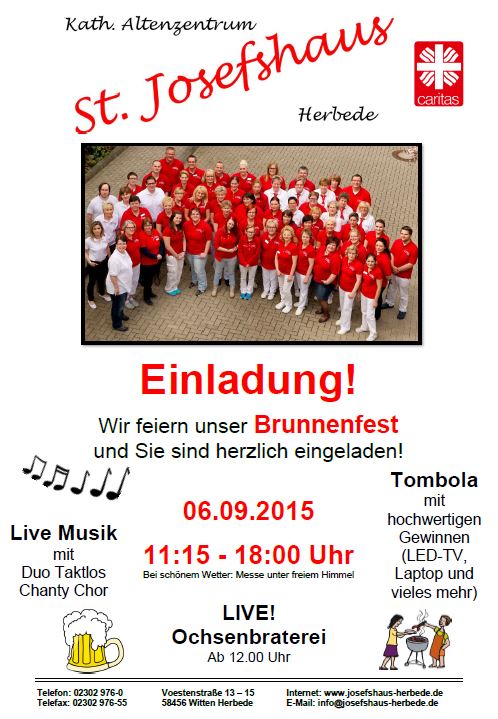 Kath. Altenzentrum
St. Josefshaus
Herbede
caritas
Einladung!
Wir feiern unser Brunnenfest
und Sie sind herzlich eingeladen!
06.09.2015
11:15 - 18:00 Uhr
Bei schönem Wetter: Messe unter freiem Himmel
Live Musik
mit
Duo Taktlos
Chanty Chor
Tombola
mit
hochwertigen
Gewinnen
(LED-TV,
Laptop und
vieles mehr)
LIVE!
Ochsenbraterei
Ab 12.00 Uhr
Telefon: 02302 976-0
Telefax: 02302 976-55
Voestenstraße 13 – 15
58456 Witten Herbede
Internet: www.josefshaus-herbede.de
E-Mail: info@josefshaus-herbede.de